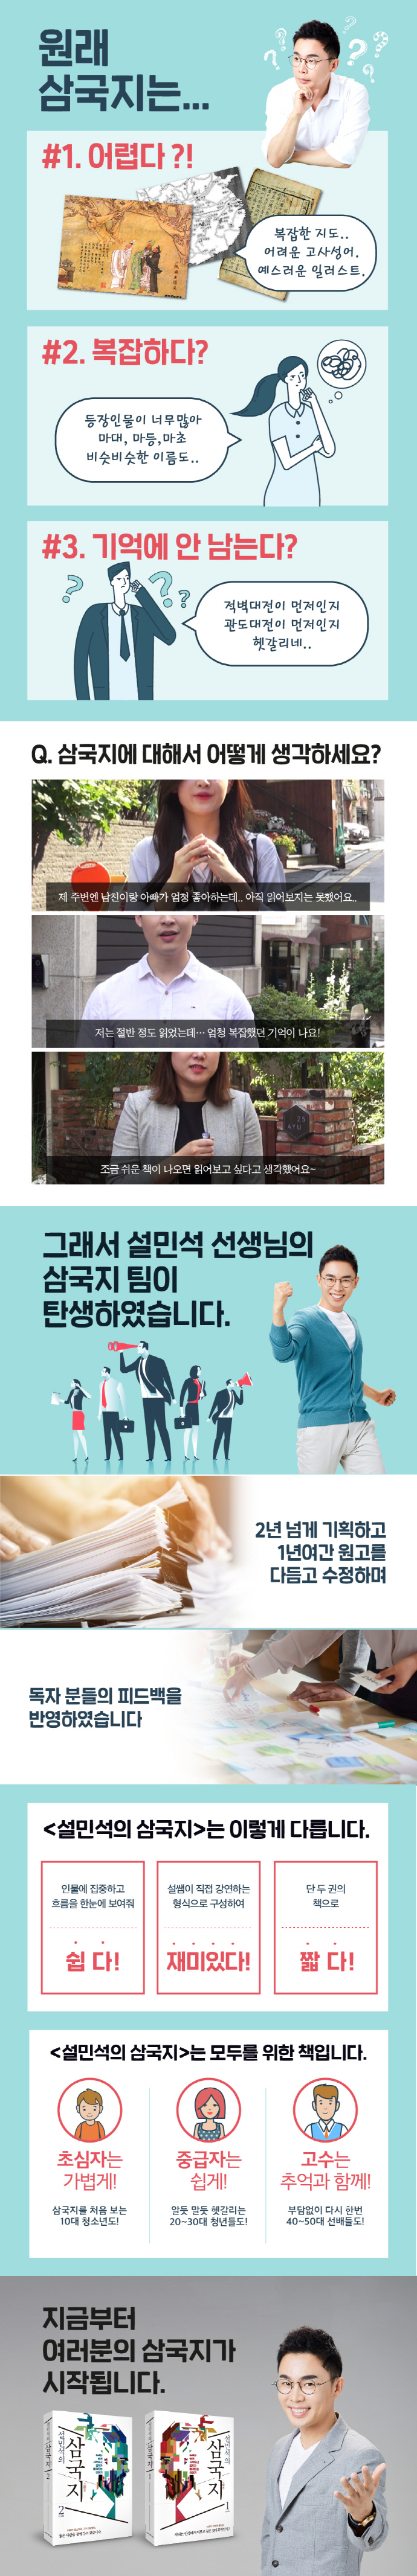 원래
삼국지는...
#1. 어렵다 ?!
복잡한 지도..
어려운 고사성어.
예스러운 일러스트.
#2. 복잡하다?
등장인물이 너무많아
마대, 마등,마초
비슷비슷한 이름도..
#3. 기억에 안 남는다?
적벽대전이 먼저인지
관도대전이 먼저인지
헷갈리네..
Q. 삼국지에 대해서 어떻게 생각하세요?
제 주변엔 남친이랑 아빠가 엄청 좋아하는데.. 아직 읽어보지는 못했어요..
저는 절반 정도 읽었는데… 엄청 복잡했던 기억이 나요!
조금 쉬운 책이 나오면 읽어보고 싶다고 생각했어요~
그래서 설민석 선생님의
삼국지 팀이
탄생하였습니다.
2년 넘게 기획하고
1년여간 원고를
다듬고 수정하며
독자 분들의 피드백을
반영하였습니다
<설민석의 삼국지>는 이렇게 다릅니다.
인물에 집중하고
흐름을 한눈에 보여줘
쉽 다!
설쌤이 직접 강연하는
형식으로 구성하여
재미있다!
단 두 권의
책으로
짧 다!
<설민석의 삼국지>는 모두를 위한 책입니다.
초심자는
가볍게!
삼국지를 처음 보는
10대 청소년도!
중급자는
쉽게!
알듯 말듯 헷갈리는
20~30대 청년들도!
고수는
추억과 함께!
부담없이 다시 한번
40~50대 선배들도!
지금부터
여러분의 삼국지가
시작됩니다.
설민석의
삼국지
2
설민석의
삼국지
1